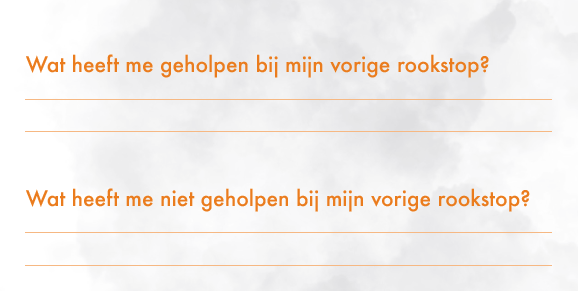 Wat heeft me geholpen bij mijn vorige rookstop?
Wat heeft me niet geholpen bij mijn vorige rookstop?